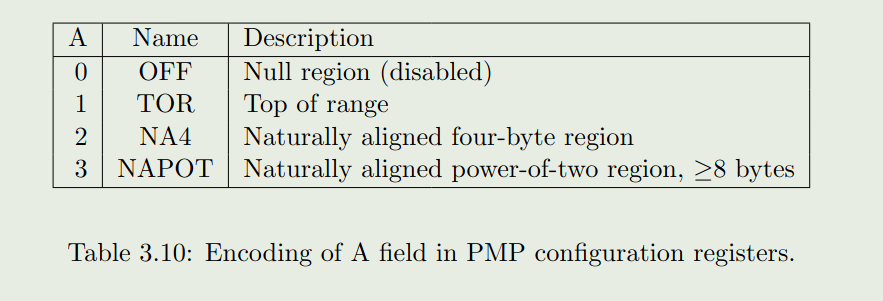 A Name Description
0 OFF Null region (disabled)
1 TOR Top of range
2 NA4 Naturally aligned four-byte region
3 NAPOT Naturally aligned power-of-two region, ≥8 bytes
Table 3.10: Encoding of A field in PMP configuration registers.